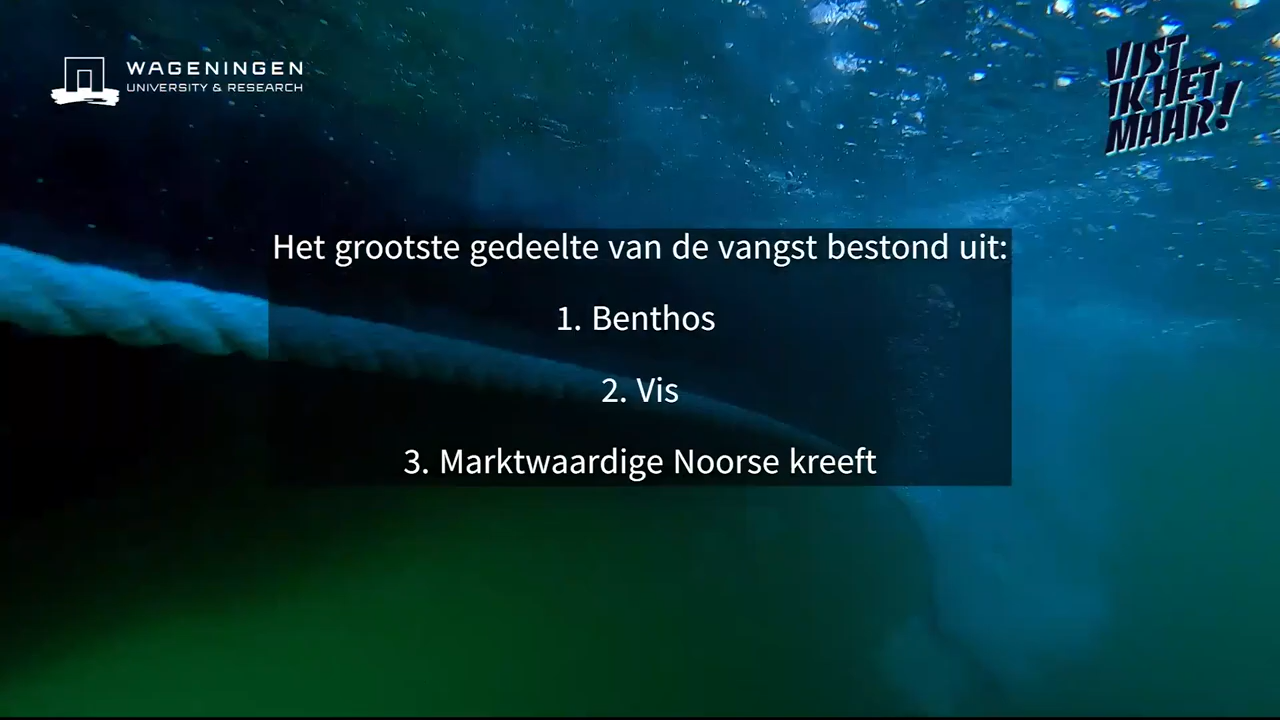 WAGENINGEN
UNIVERSITY & RESEARCH
VIST
IK HET
MAAR!
Het grootste gedeelte van de vangst bestond uit:
1. Benthos
2. Vis
3. Marktwaardige Noorse kreeft